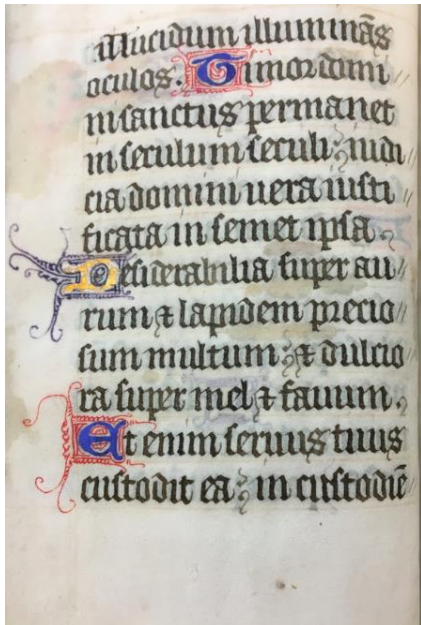 lucidum illuminãs
oculos. Timor domi
ni sanctus permanet
in seculum seculi: iudi
cia domini uera iusti
ficata in semet ipsa.
Desiderabilia super au
rum & lapidem precio
sum multum: & dulcio
ra super mel & fauum.
Et enim seruus tuus
custodit ea: in custodiẽ